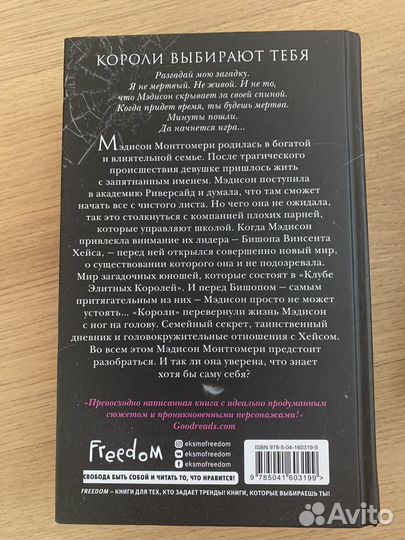 КОРОЛИ ВЫБИРАЮТ ТЕБЯ
Разгадай мою загадку.
Я не мертвый. Не живой. И не то,
что Мэдисон скрывает за своей спиной.
Когда придет время, ты будешь мертва.
Минуты пошли.
Да начнется игра...
Мэдисон Монтгомери родилась в богатой
и влиятельной семье. После трагического
происшествия девушке пришлось жить
с запятнанным именем. Мэдисон поступила
в академию Риверсайд и думала, что там сможет
начать все с чистого листа. Но чего она не ожидала,
так это столкнуться с компанией плохих парней,
которые управляют школой. Когда Мэдисон
привлекла внимание их лидера – Бишопа Винсента
Хейса, – перед ней открылся совершенно новый мир,
о существовании которого она и не подозревала.
Мир загадочных юношей, которые состоят в «Клубе
Элитных Королей». И перед Бишопом – самым
притягательным из них – Мэдисон просто не может
устоять... «Короли» перевернули жизнь Мэдисон
с ног на голову. Семейный секрет, таинственный
дневник и головокружительные отношения с Хейсом.
Во всем этом Мэдисон Монтгомери предстоит
разобраться. И так ли она уверена, что знает
хотя бы саму себя?
«Превосходно написанная книга с идеально продуманным
сюжетом и проникновенными персонажами!»
Goodreads.com
Freedom
eksmofreedom
eksmofreedom
eksmofreedom
ISBN 978-5-04-160319-9
9 785041 603199 >
СВОБОДА БЫТЬ СОБОЙ И ЧИТАТЬ ТО, ЧТО НРАВИТСЯ!
FREEDOM – КНИГИ ДЛЯ ТЕХ, КТО ЗАДАЕТ ТРЕНДЫ! КНИГИ, КОТОРЫЕ ВЫБИРАЕШЬ ТЫ!
Avito